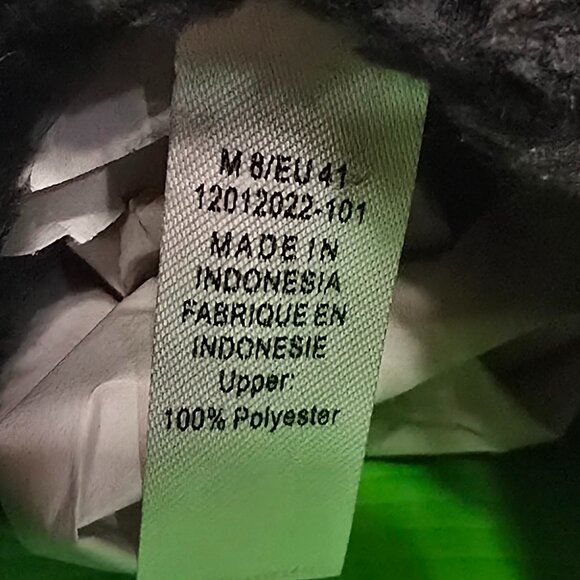 M 8/EU 41
12012022-101
MADE IN
INDONESIA
FABRIQUE EN
INDONESIE
Upper:
100% Polyester